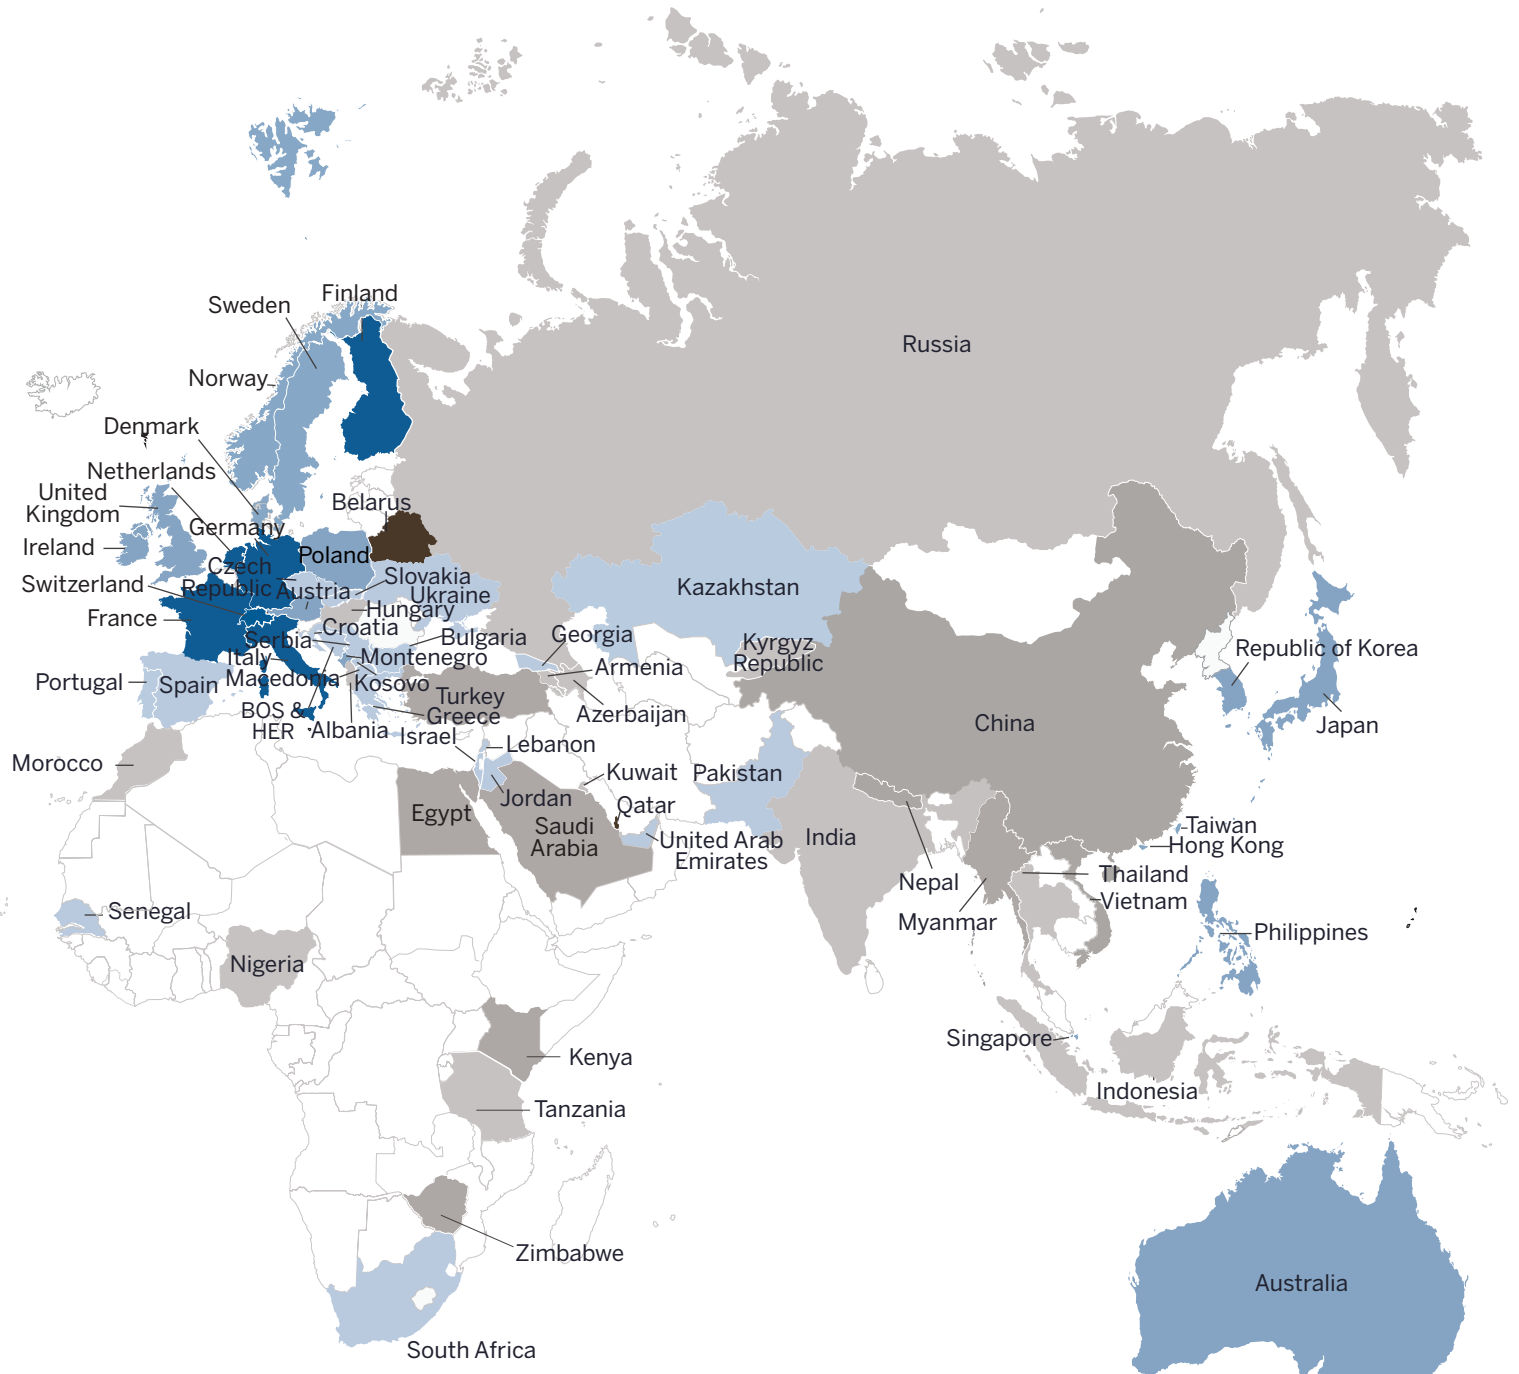 Finland
Sweden
Russia
Norway
Denmark
Netherlands
United
Kingdom
Belarus
Germany
Ireland
Poland
Czech
Republic
Switzerland
Austria
Slovakia
Ukraine
Kazakhstan
France
Hungary
Croatia
Serbia
Bulgaria
Georgia
Kyrgyz
Republic
Republic of Korea
Italy
Montenegro
Armenia
Portugal
Spain
Macedonia
Kosovo
Turkey
Azerbaijan
BOS &
HER
Albania
Greece
Israel
Lebanon
China
Japan
Morocco
Kuwait
Pakistan
Jordan
Qatar
Egypt
Saudi
Arabia
United Arab
Emirates
India
Taiwan
Hong Kong
Nepal
Thailand
Vietnam
Myanmar
Senegal
Philippines
Nigeria
Singapore
Kenya
Indonesia
Tanzania
Zimbabwe
Australia
South Africa